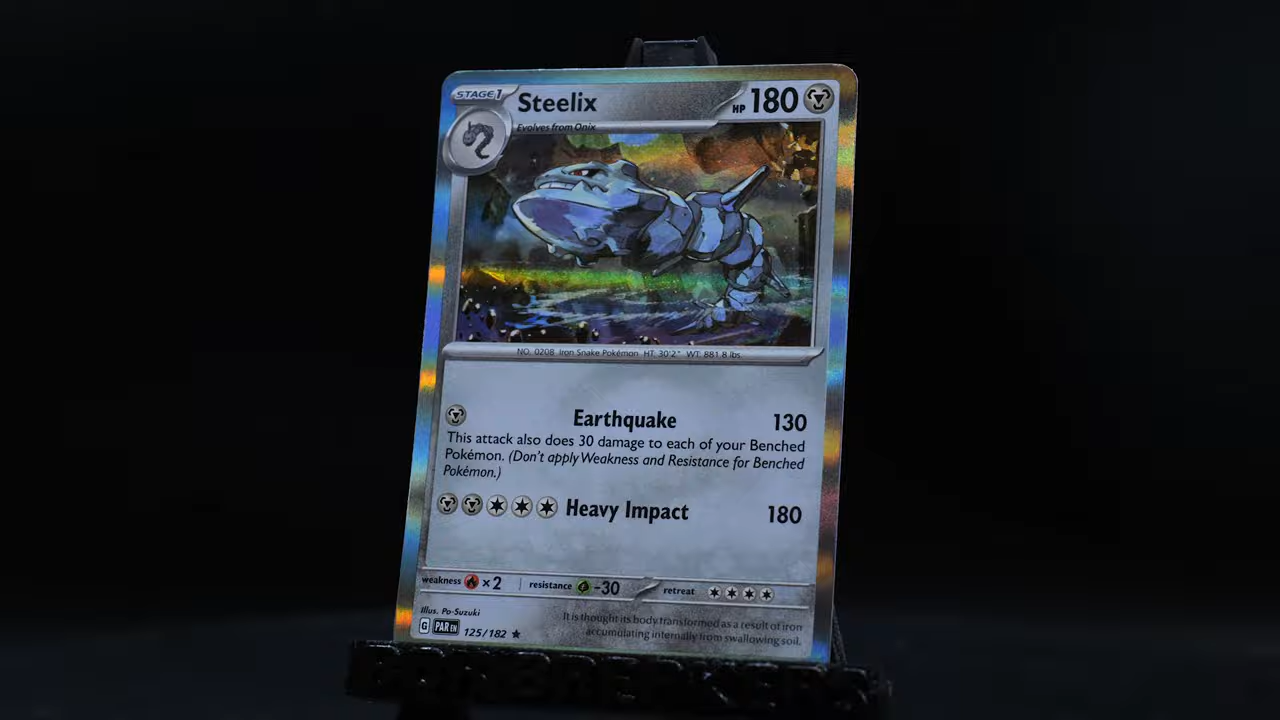 STAGE 1
Steelix
HP 180
Evolves from Onix
NO. 0208 Iron Snake Pokémon HT: 30'2" WT: 881.8 lbs.
Earthquake 130
This attack also does 30 damage to each of your Benched
Pokémon. (Don't apply Weakness and Resistance for Benched
Pokémon.)
Heavy Impact 180
weakness ×2 resistance -30 retreat
Illus. Po-Suzuki
It is thought its body transformed as a result of iron
G PAR EN 125/182 ★
accumulating internally from swallowing soil.